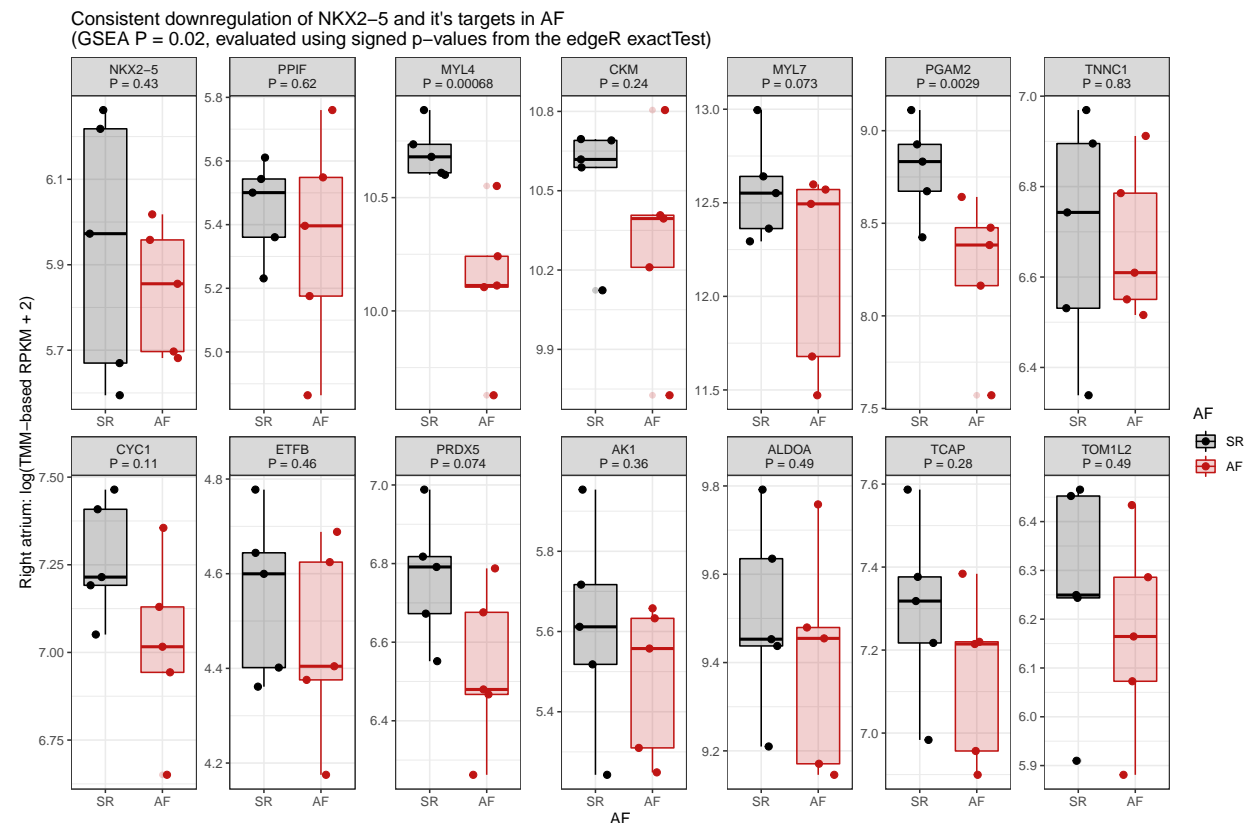 Consistent downregulation of NKX2−5 and it's targets in AF
(GSEA P = 0.02, evaluated using signed p−values from the edgeR exactTest)
NKX2−5
P = 0.43
PPIF
P = 0.62
MYL4
P = 0.00068
CKM
P = 0.24
MYL7
P = 0.073
PGAM2
P = 0.0029
TNNC1
P = 0.83
6.1
5.9
5.7
5.8
5.6
5.4
5.2
5.0
10.5
10.0
10.8
10.5
10.2
9.9
13.0
12.5
12.0
11.5
9.0
8.5
8.0
7.5
7.0
6.8
6.6
6.4
SR AF
SR AF
SR AF
SR AF
SR AF
SR AF
SR AF
CYC1
P = 0.11
ETFB
P = 0.46
PRDX5
P = 0.074
AK1
P = 0.36
ALDOA
P = 0.49
TCAP
P = 0.28
TOM1L2
P = 0.49
7.50
7.25
7.00
6.75
4.8
4.6
4.4
4.2
7.0
6.8
6.6
6.4
5.8
5.6
5.4
9.8
9.6
9.4
9.2
7.6
7.4
7.2
7.0
6.4
6.3
6.2
6.1
6.0
5.9
SR AF
SR AF
SR AF
SR AF
SR AF
SR AF
SR AF
AF
Right atrium: log(TMM−based RPKM + 2)
AF
SR
AF